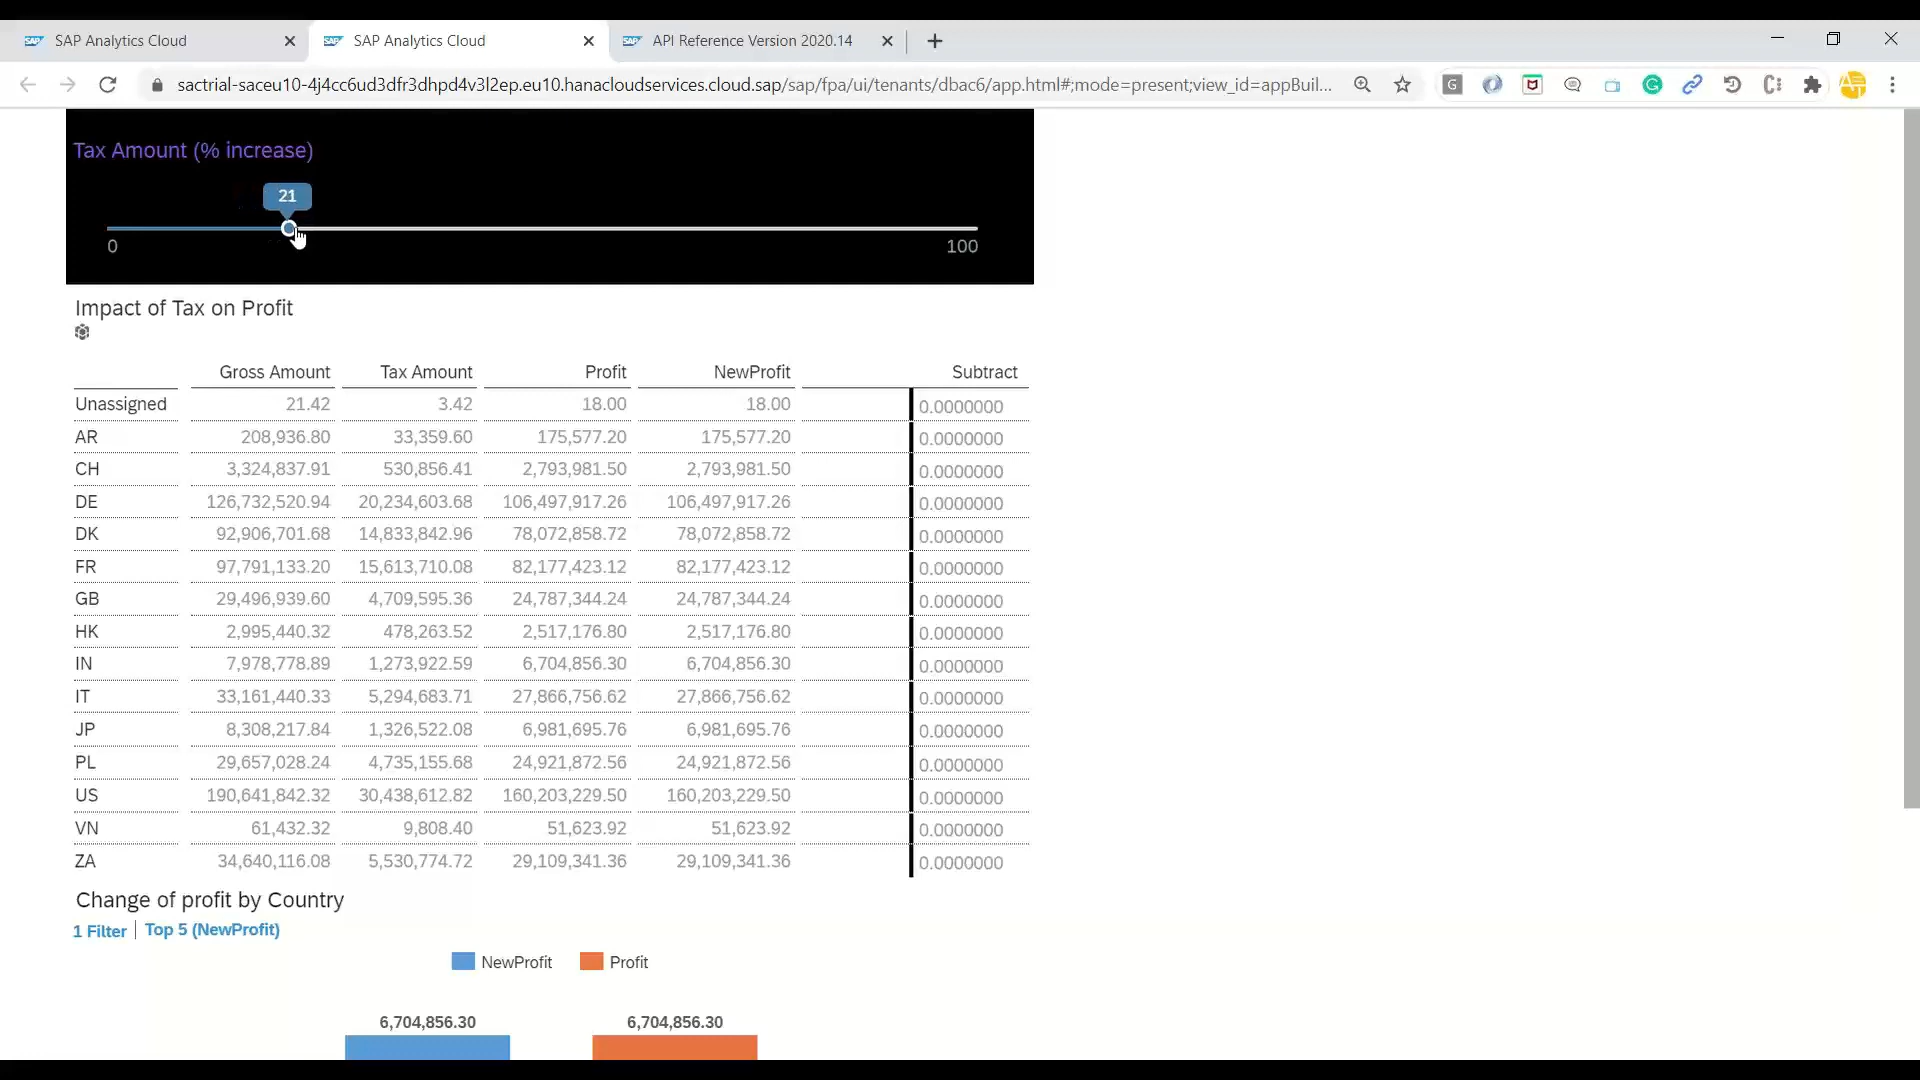 SAP Analytics Cloud
SAP Analytics Cloud
API Reference Version 2020.14
sactrial-saceu10-4j4cc6ud3dfr3dhpd4v3l2ep.eu10.hanacloudservices.cloud.sap/sap/fpa/ui/tenants/dbac6/app.html#;mode=present;view_id=appBuil...
Tax Amount (% increase)
21
0 100
Impact of Tax on Profit
Gross Amount Tax Amount Profit NewProfit Subtract
Unassigned 21.42 3.42 18.00 18.00 0.0000000
AR 208,936.80 33,359.60 175,577.20 175,577.20 0.0000000
CH 3,324,837.91 530,856.41 2,793,981.50 2,793,981.50 0.0000000
DE 126,732,520.94 20,234,603.68 106,497,917.26 106,497,917.26 0.0000000
DK 92,906,701.68 14,833,842.96 78,072,858.72 78,072,858.72 0.0000000
FR 97,791,133.20 15,613,710.08 82,177,423.12 82,177,423.12 0.0000000
GB 29,496,939.60 4,709,595.36 24,787,344.24 24,787,344.24 0.0000000
HK 2,995,440.32 478,263.52 2,517,176.80 2,517,176.80 0.0000000
IN 7,978,778.89 1,273,922.59 6,704,856.30 6,704,856.30 0.0000000
IT 33,161,440.33 5,294,683.71 27,866,756.62 27,866,756.62 0.0000000
JP 8,308,217.84 1,326,522.08 6,981,695.76 6,981,695.76 0.0000000
PL 29,657,028.24 4,735,155.68 24,921,872.56 24,921,872.56 0.0000000
US 190,641,842.32 30,438,612.82 160,203,229.50 160,203,229.50 0.0000000
VN 61,432.32 9,808.40 51,623.92 51,623.92 0.0000000
ZA 34,640,116.08 5,530,774.72 29,109,341.36 29,109,341.36 0.0000000
Change of profit by Country
1 Filter Top 5 (NewProfit)
NewProfit Profit
6,704,856.30 6,704,856.30